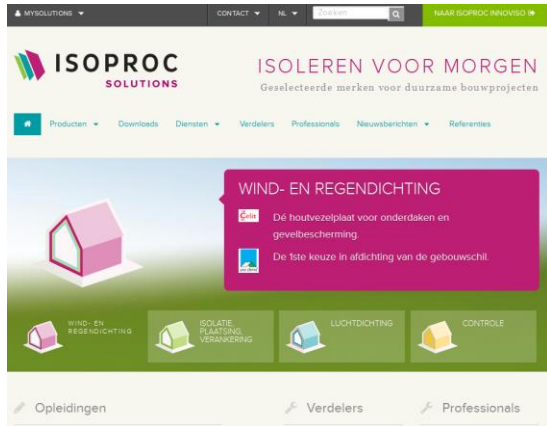 MYSOLUTIONS
CONTACT
NL
Zoeken
NAAR ISOPROC INNOVISO
ISOPROC
SOLUTIONS
ISOLEREN VOOR MORGEN
Geselecteerde merken voor duurzame bouwprojecten
Producten
Downloads
Diensten
Verdelers
Professionals
Nieuwsberichten
Referenties
WIND- EN REGENDICHTING
Celit
Dé houtvezelplaat voor onderdaken en
gevelbescherming.
De 1ste keuze in afdichting van de gebouwschil.
WIND- EN
REGENDICHTING
ISOLATIE,
PLAATSING,
VERANKERING
LUCHTDICHTING
CONTROLE
Opleidingen
Verdelers
Professionals